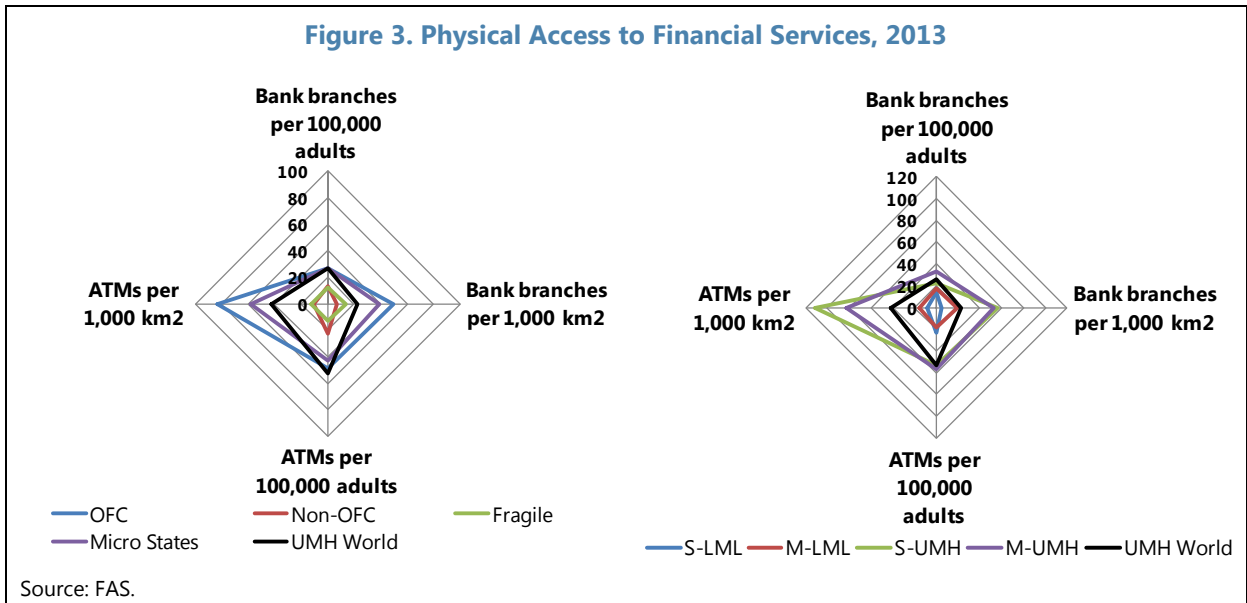 Figure 3. Physical Access to Financial Services, 2013
Bank branches
per 100,000
adults
100
80
60
40
20
0
ATMs per
1,000 km2
Bank branches
per 1,000 km2
ATMs per
100,000 adults
OFC
Non-OFC
Fragile
Micro States
UMH World
Bank branches
per 100,000
adults
120
100
80
60
40
20
0
ATMs per
1,000 km2
Bank branches
per 1,000 km2
ATMs per
100,000
adults
S-LML
M-LML
S-UMH
M-UMH
UMH World
Source: FAS.